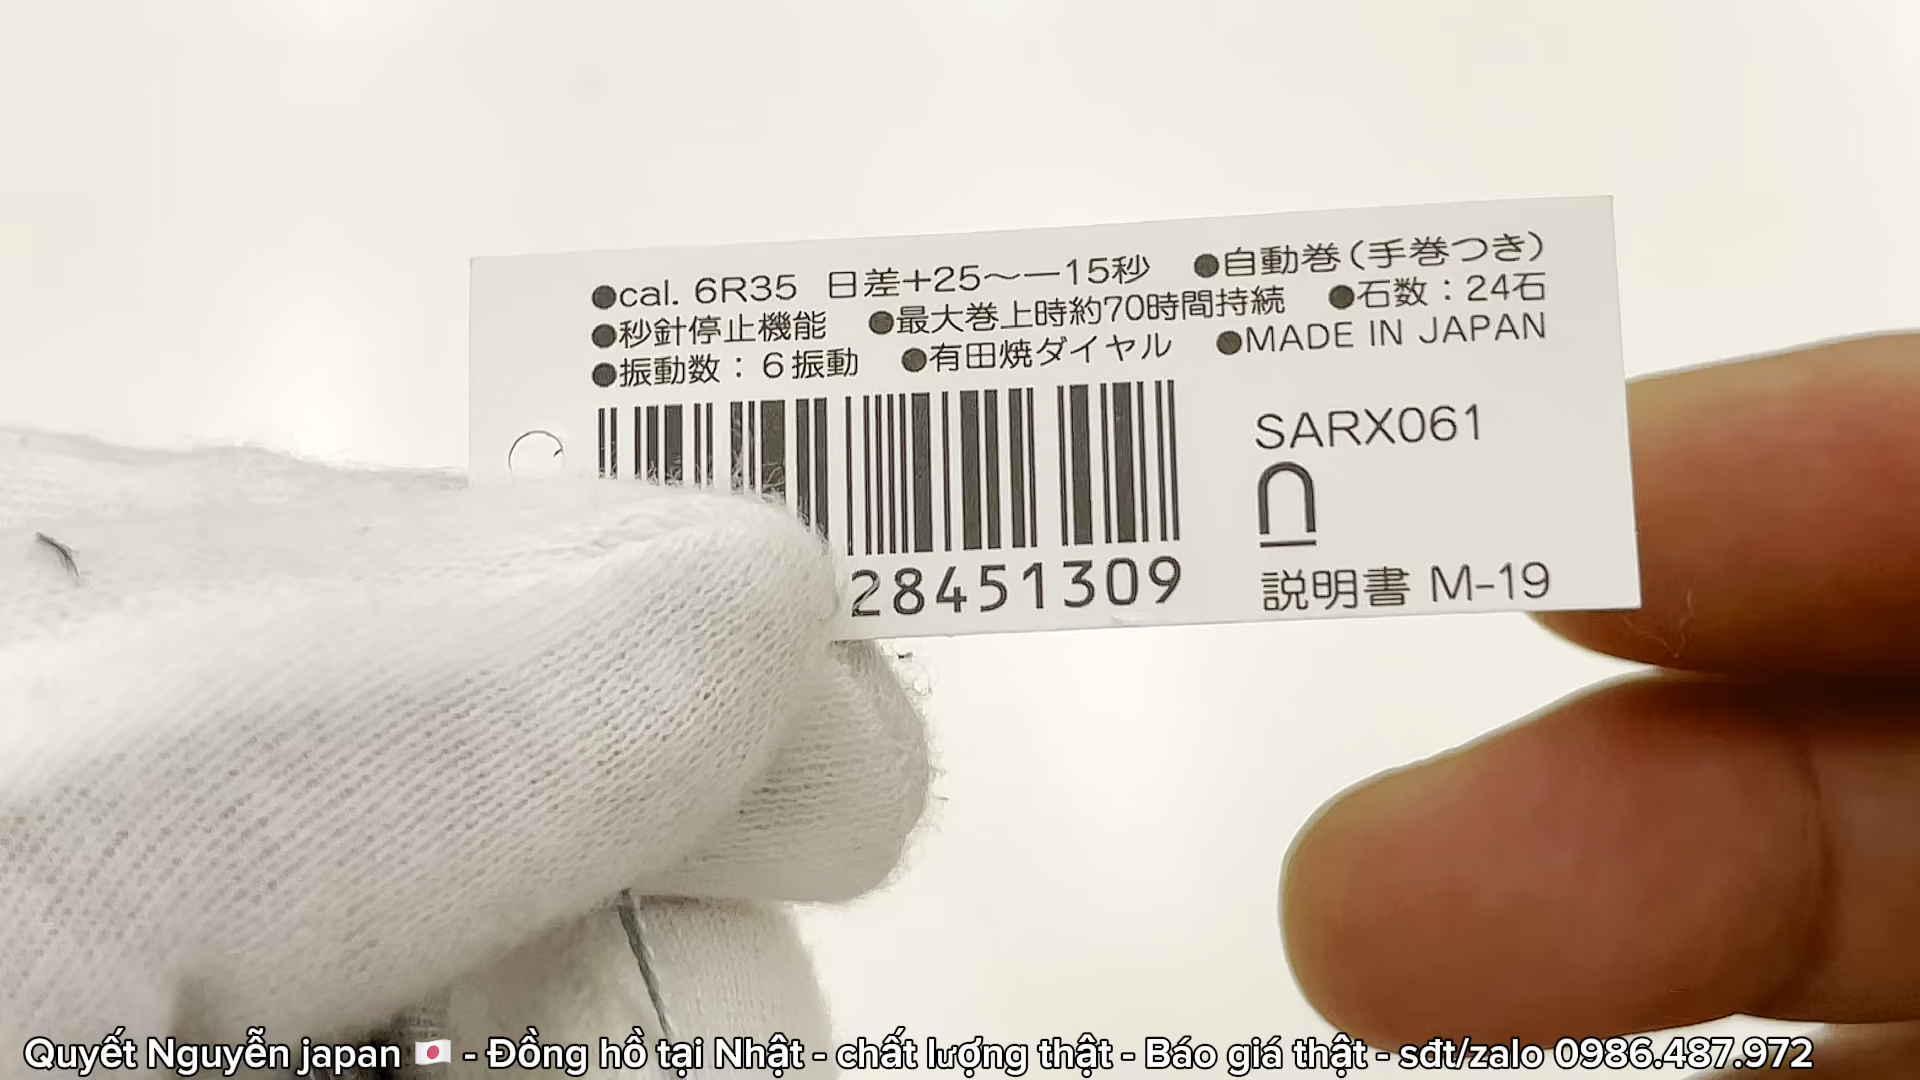 ●cal. 6R35 日差+25～−15秒 ●自動巻(手巻つき)
●秒針停止機能 ●最大巻上時約70時間持続 ●石数：24石
●振動数：6振動 ●有田焼ダイヤル ●MADE IN JAPAN
SARX061
28451309
説明書 M-19
Quyết Nguyễn japan 🇯🇵 - Đồng hồ tại Nhật - chất lượng thật - Báo giá thật - sđt/zalo 0986.487.972